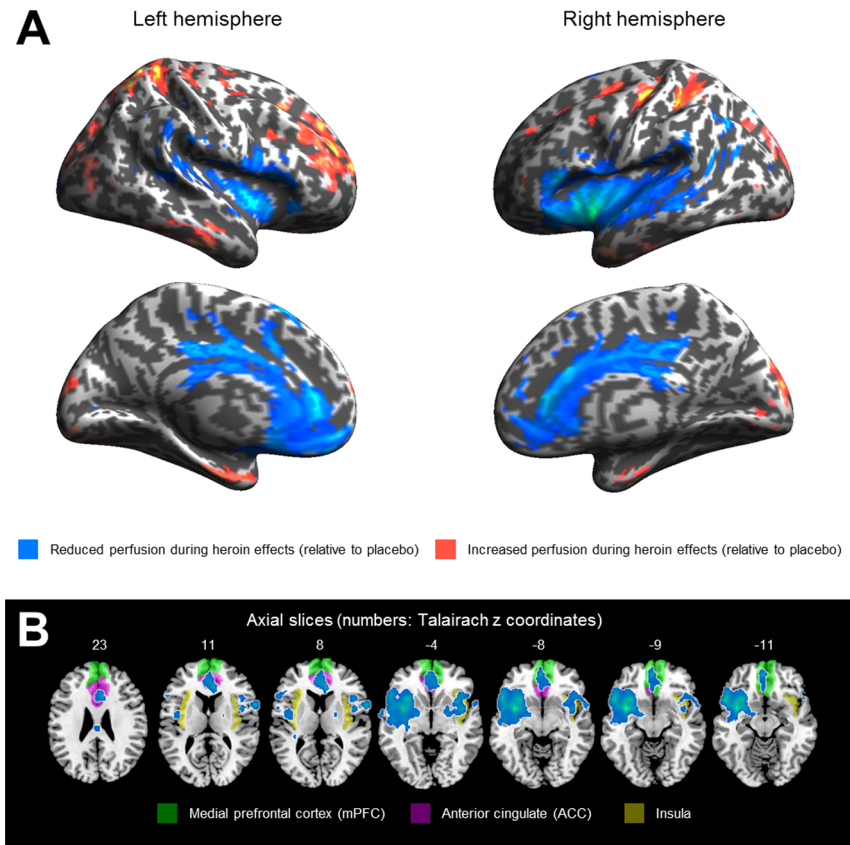 A
Left hemisphere
Right hemisphere
Reduced perfusion during heroin effects (relative to placebo)
Increased perfusion during heroin effects (relative to placebo)
B
Axial slices (numbers: Talairach z coordinates)
23
11
8
-4
-8
-9
-11
Medial prefrontal cortex (mPFC)
Anterior cingulate (ACC)
Insula